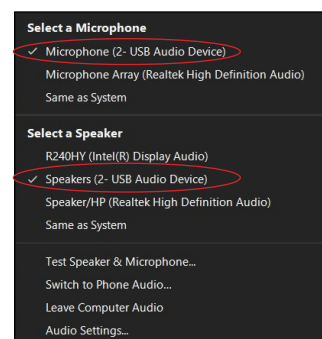 Select a Microphone
✓ Microphone (2- USB Audio Device)
Microphone Array (Realtek High Definition Audio)
Same as System
Select a Speaker
R240HY (Intel(R) Display Audio)
✓ Speakers (2- USB Audio Device)
Speaker/HP (Realtek High Definition Audio)
Same as System
Test Speaker & Microphone...
Switch to Phone Audio...
Leave Computer Audio
Audio Settings...